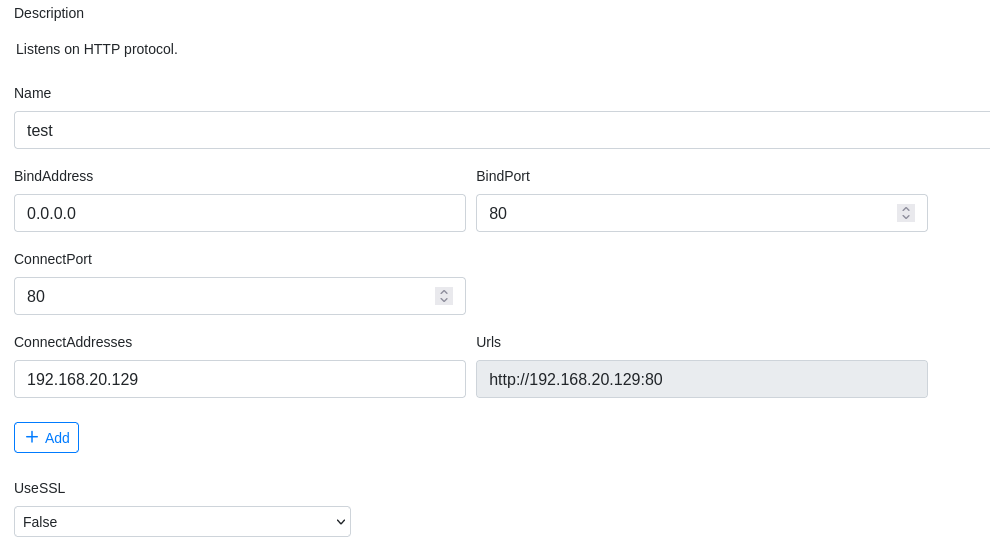 Description
Listens on HTTP protocol.
Name
test
BindAddress BindPort
0.0.0.0 80
ConnectPort
80
ConnectAddresses Urls
192.168.20.129 http://192.168.20.129:80
+ Add
UseSSL
False